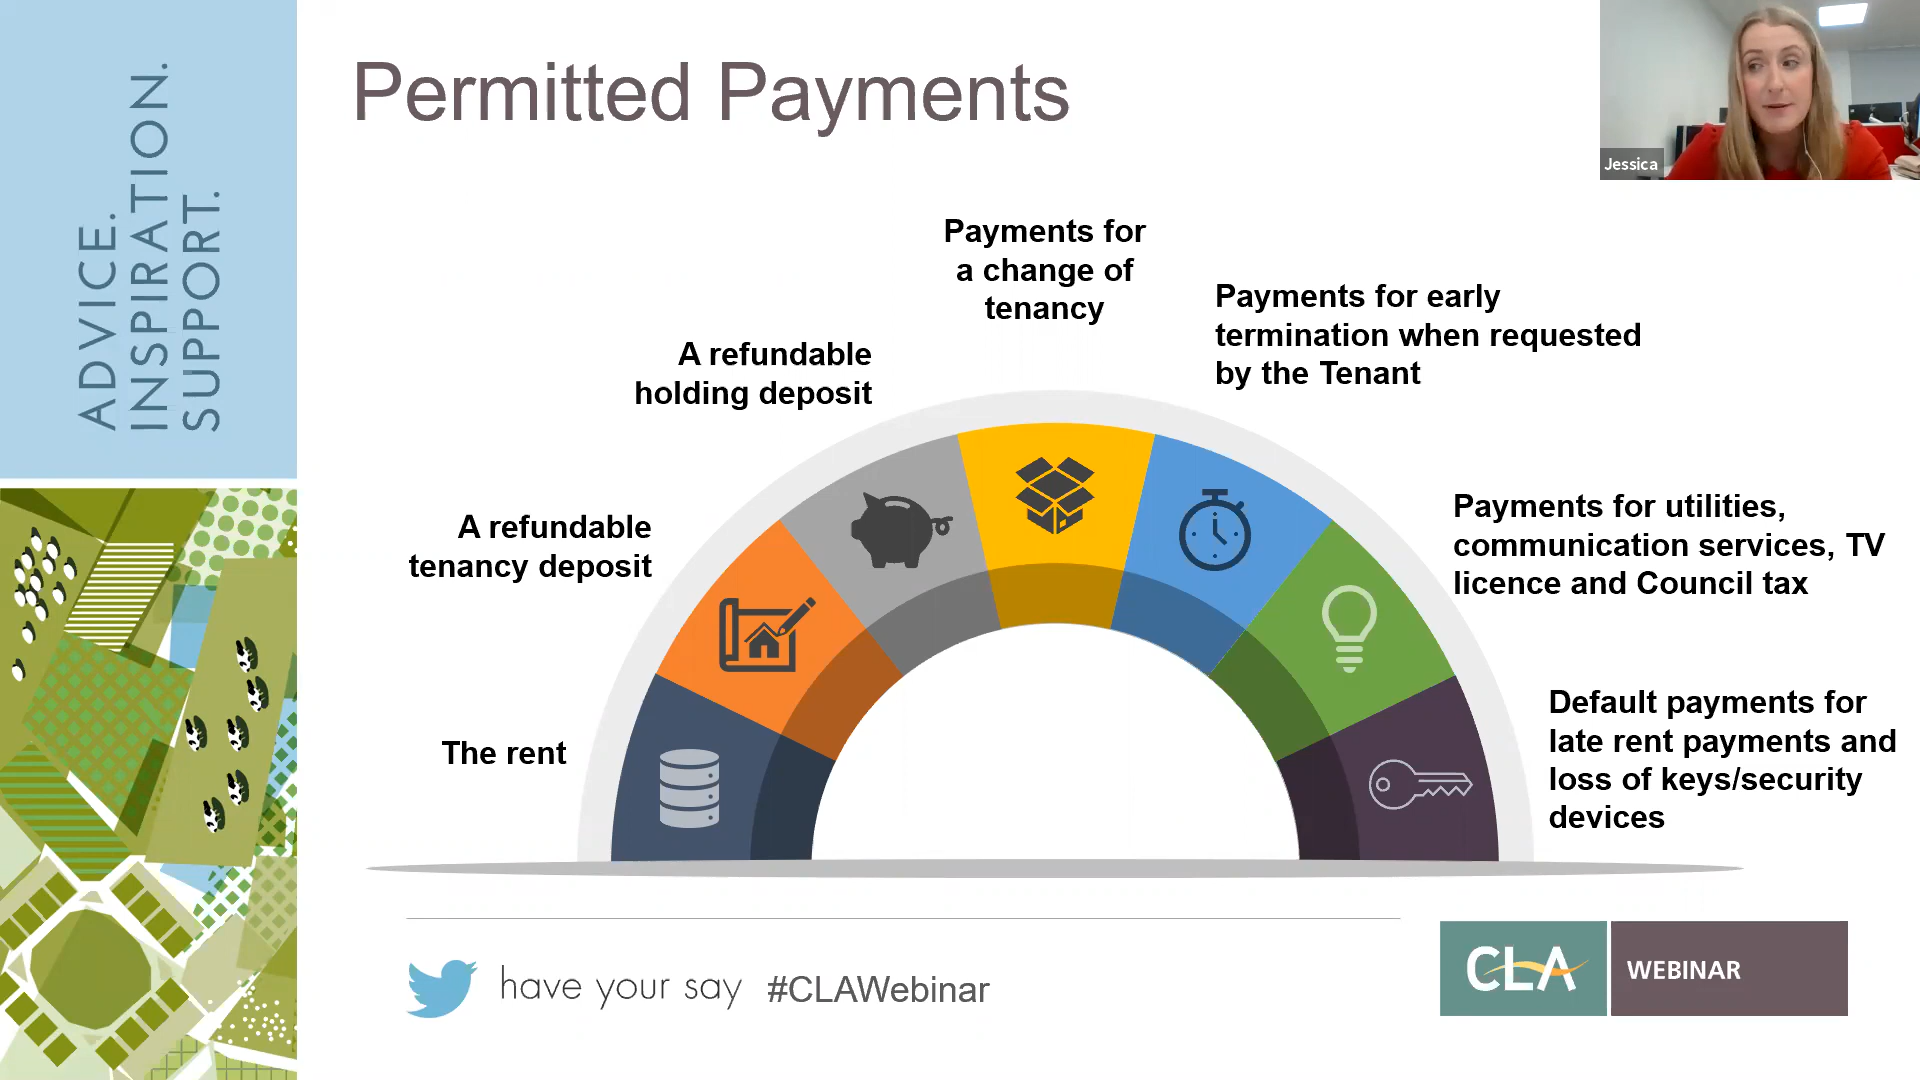 ADVICE.
INSPIRATION.
SUPPORT.
Permitted Payments
Jessica
Payments for
a change of
tenancy
Payments for early
termination when requested
by the Tenant
A refundable
holding deposit
A refundable
tenancy deposit
Payments for utilities,
communication services, TV
licence and Council tax
The rent
Default payments for
late rent payments and
loss of keys/security
devices
have your say #CLAWebinar
CLA WEBINAR